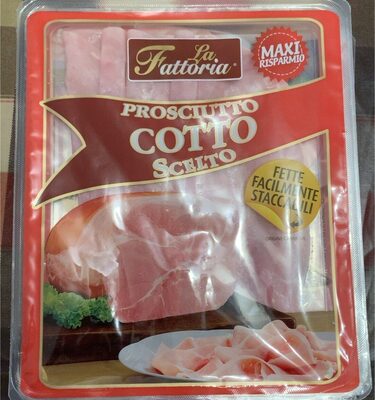 La
Fattoria®
MAXI
RISPARMIO
PROSCIUTTO
COTTO
SCELTO
FETTE
FACILMENTE
STACCABILI